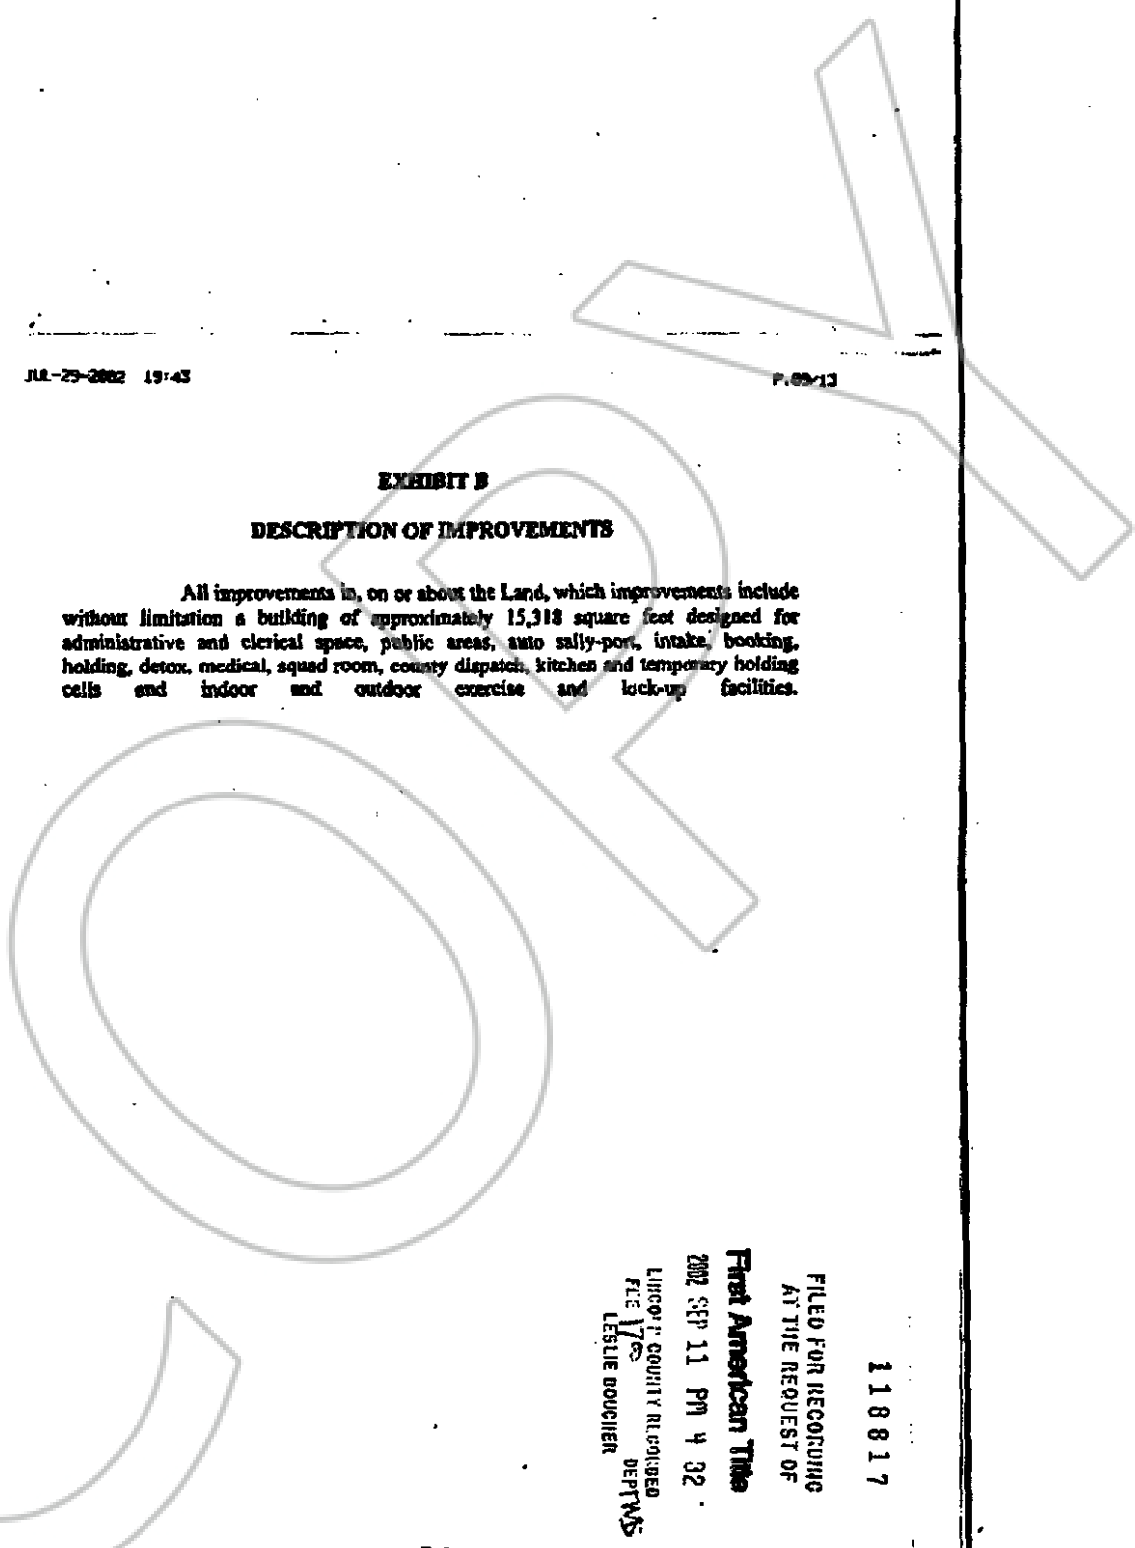 JUL-29-2002 19:43 P.09/13
EXHIBIT B
DESCRIPTION OF IMPROVEMENTS
All improvements in, on or about the Land, which improvements include
without limitation a building of approximately 15,318 square feet designed for
administrative and clerical space, public areas, auto sally-port, intake, booking,
holding, detox, medical, squad room, county dispatch, kitchen and temporary holding
cells and indoor and outdoor exercise and lock-up facilities.
118817
FILED FOR RECORDING
AT THE REQUEST OF
First American Title
2002 SEP 11 PM 4 32
LINCOLN COUNTY RECORDED
FEE DEP
LESLIE BOUCHER
COPY